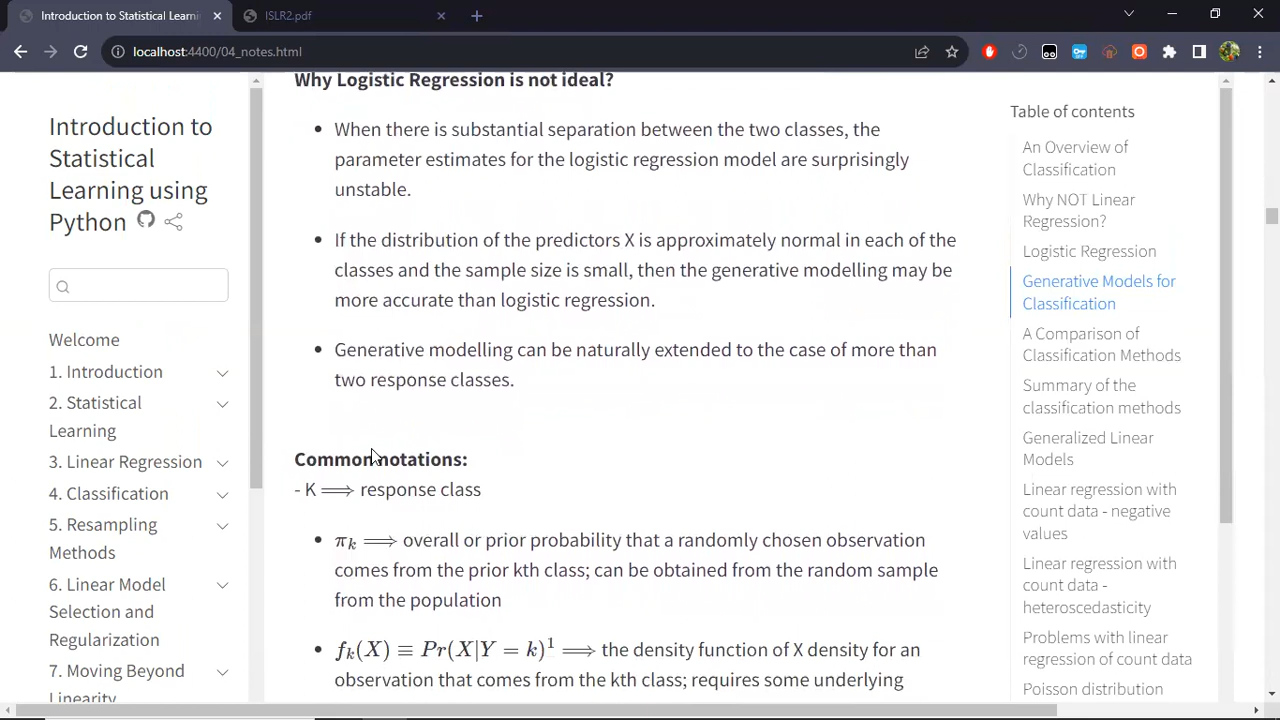 Introduction to Statistical Learni
ISLR2.pdf
localhost:4400/04_notes.html
Introduction to
Statistical
Learning using
Python
Welcome
1. Introduction
2. Statistical
Learning
3. Linear Regression
4. Classification
5. Resampling
Methods
6. Linear Model
Selection and
Regularization
7. Moving Beyond
Linearity
Why Logistic Regression is not ideal?
• When there is substantial separation between the two classes, the
parameter estimates for the logistic regression model are surprisingly
unstable.
• If the distribution of the predictors X is approximately normal in each of the
classes and the sample size is small, then the generative modelling may be
more accurate than logistic regression.
• Generative modelling can be naturally extended to the case of more than
two response classes.
Common notations:
- K ⟹ response class
• πₖ ⟹ overall or prior probability that a randomly chosen observation
comes from the prior kth class; can be obtained from the random sample
from the population
• fₖ(X) ≡ Pr(X|Y = k)¹ ⟹ the density function of X density for an
observation that comes from the kth class; requires some underlying
Table of contents
An Overview of
Classification
Why NOT Linear
Regression?
Logistic Regression
Generative Models for
Classification
A Comparison of
Classification Methods
Summary of the
classification methods
Generalized Linear
Models
Linear regression with
count data - negative
values
Linear regression with
count data -
heteroscedasticity
Problems with linear
regression of count data
Poisson distribution